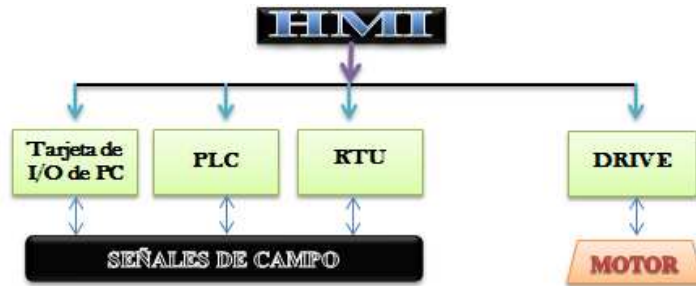 HMI
Tarjeta de
I/O de PC
PLC
RTU
DRIVE
SEÑALES DE CAMPO
MOTOR